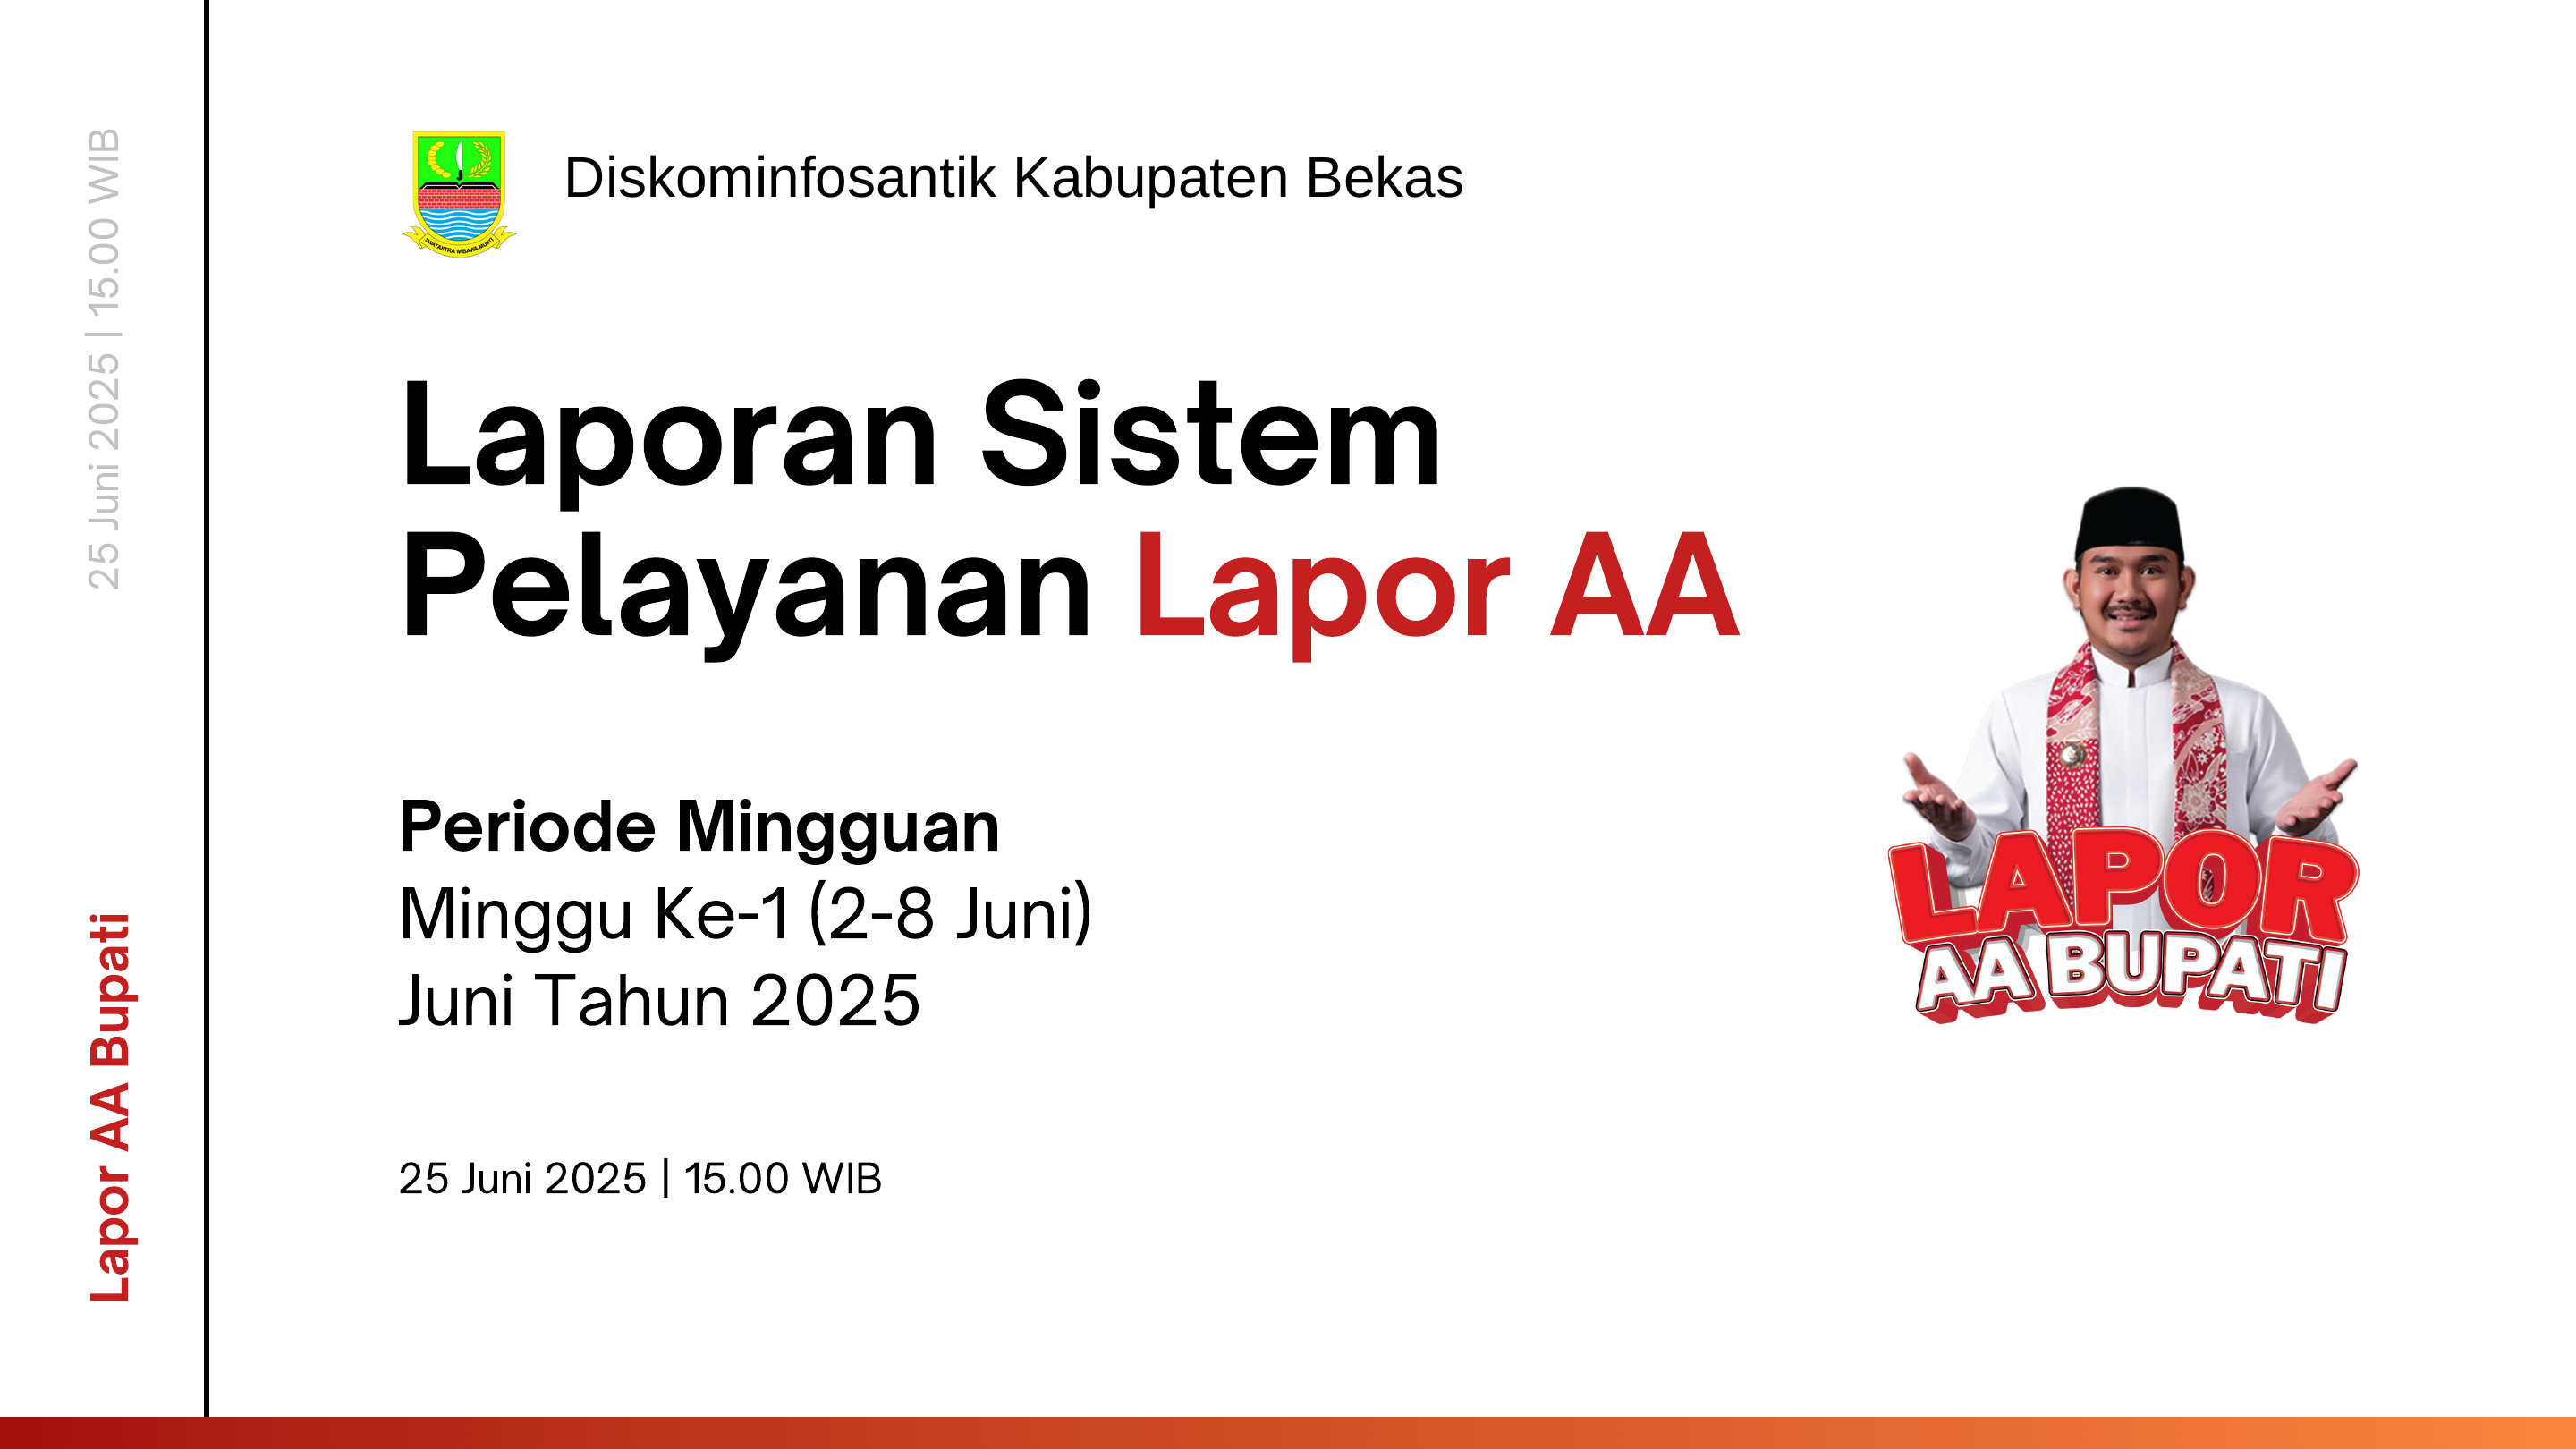 25 Juni 2025 | 15.00 WIB
Lapor AA Bupati
Diskominfosantik Kabupaten Bekas
SWATANTRA WIBAWA MUKTI
Laporan Sistem
Pelayanan Lapor AA
Periode Mingguan
Minggu Ke-1 (2-8 Juni)
Juni Tahun 2025
25 Juni 2025 | 15.00 WIB
LAPOR
AA BUPATI